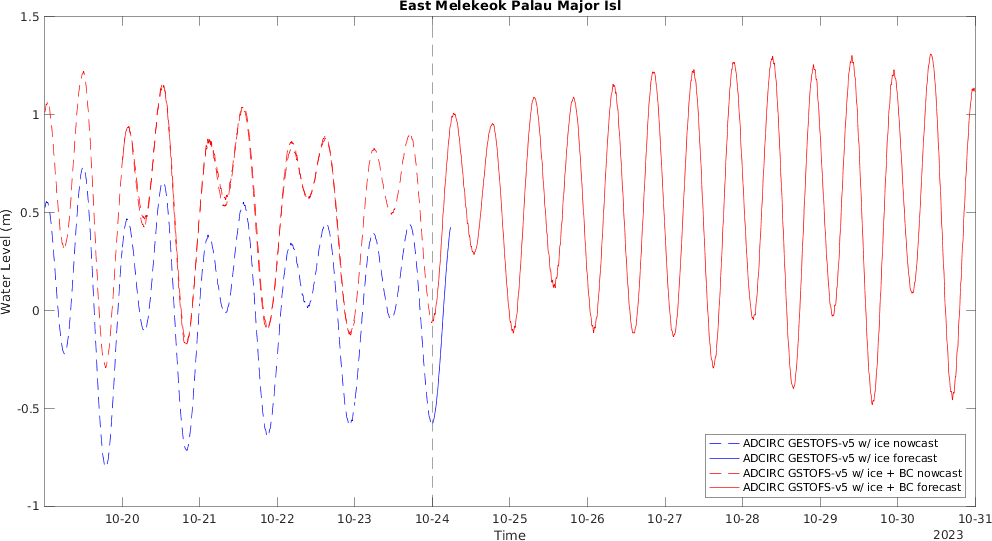 East Melekeok Palau Major Isl
1.5
1
0.5
0
-0.5
-1
Water Level (m)
ADCIRC GESTOFS-v5 w/ ice nowcast
ADCIRC GESTOFS-v5 w/ ice forecast
ADCIRC GSTOFS-v5 w/ ice + BC nowcast
ADCIRC GSTOFS-v5 w/ ice + BC forecast
10-20 10-21 10-22 10-23 10-24 10-25 10-26 10-27 10-28 10-29 10-30 10-31
Time
2023